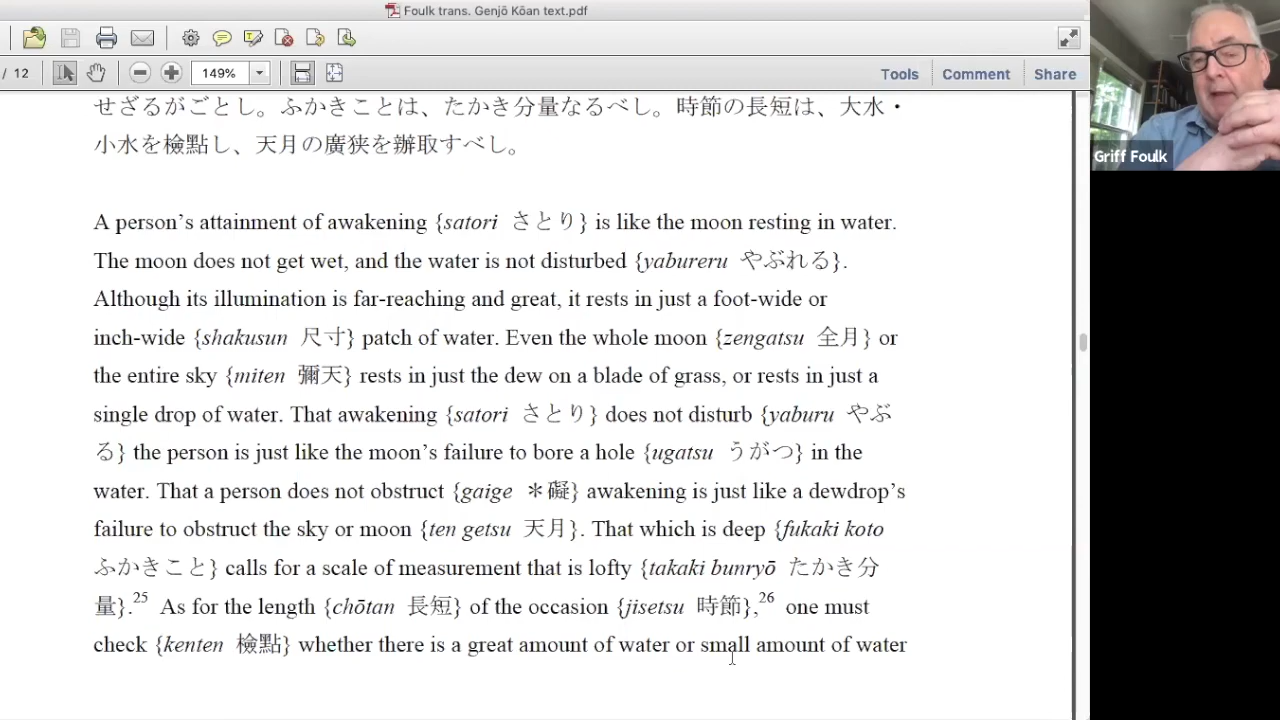 Foulk trans. Genjō Kōan text.pdf
/ 12
149%
Tools
Comment
Share
せざるがごとし。ふかきことは、たかき分量なるべし。時節の長短は、大水・
小水を檢點し、天月の廣狹を辦取すべし。
A person's attainment of awakening {satori さとり} is like the moon resting in water.
The moon does not get wet, and the water is not disturbed {yabureru やぶれる}.
Although its illumination is far-reaching and great, it rests in just a foot-wide or
inch-wide {shakusun 尺寸} patch of water. Even the whole moon {zengatsu 全月} or
the entire sky {miten 彌天} rests in just the dew on a blade of grass, or rests in just a
single drop of water. That awakening {satori さとり} does not disturb {yaburu やぶ
る} the person is just like the moon's failure to bore a hole {ugatsu うがつ} in the
water. That a person does not obstruct {gaige ＊礙} awakening is just like a dewdrop's
failure to obstruct the sky or moon {ten getsu 天月}. That which is deep {fukaki koto
ふかきこと} calls for a scale of measurement that is lofty {takaki bunryō たかき分
量}.25 As for the length {chōtan 長短} of the occasion {jisetsu 時節},26 one must
check {kenten 檢點} whether there is a great amount of water or small amount of water
Griff Foulk